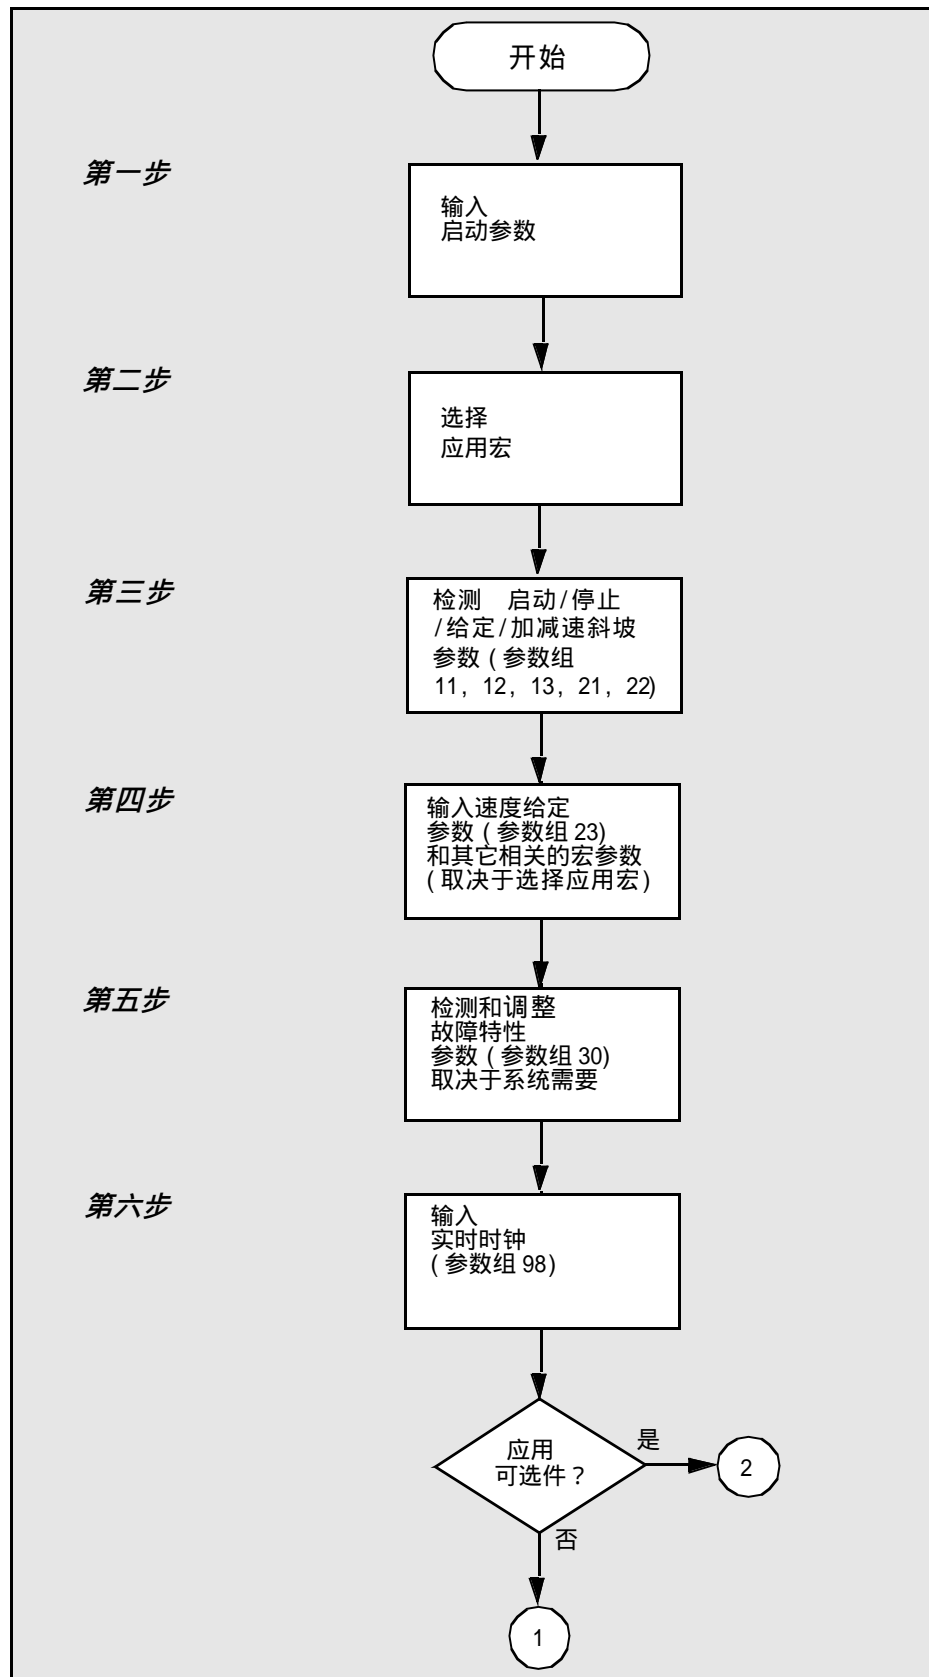 开始
第一步
输入
启动参数
第二步
选择
应用宏
第三步
检测 启动/停止
/给定/加减速斜坡
参数 (参数组
11, 12, 13, 21, 22)
第四步
输入速度给定
参数 (参数组 23)
和其它相关的宏参数
(取决于选择应用宏)
第五步
检测和调整
故障特性
参数 (参数组 30)
取决于系统需要
第六步
输入
实时时钟
(参数组 98)
应用
可选件？
是
2
否
1